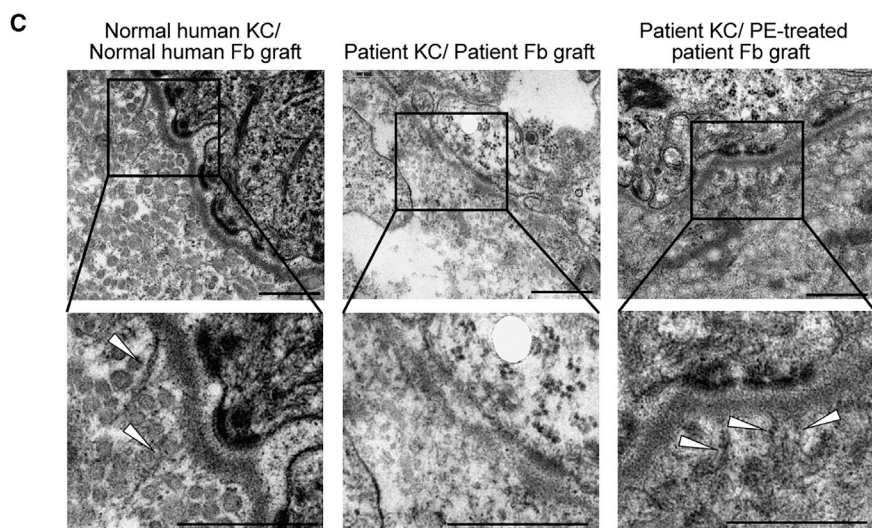 C
Normal human KC/
Normal human Fb graft
Patient KC/ Patient Fb graft
Patient KC/ PE-treated
patient Fb graft